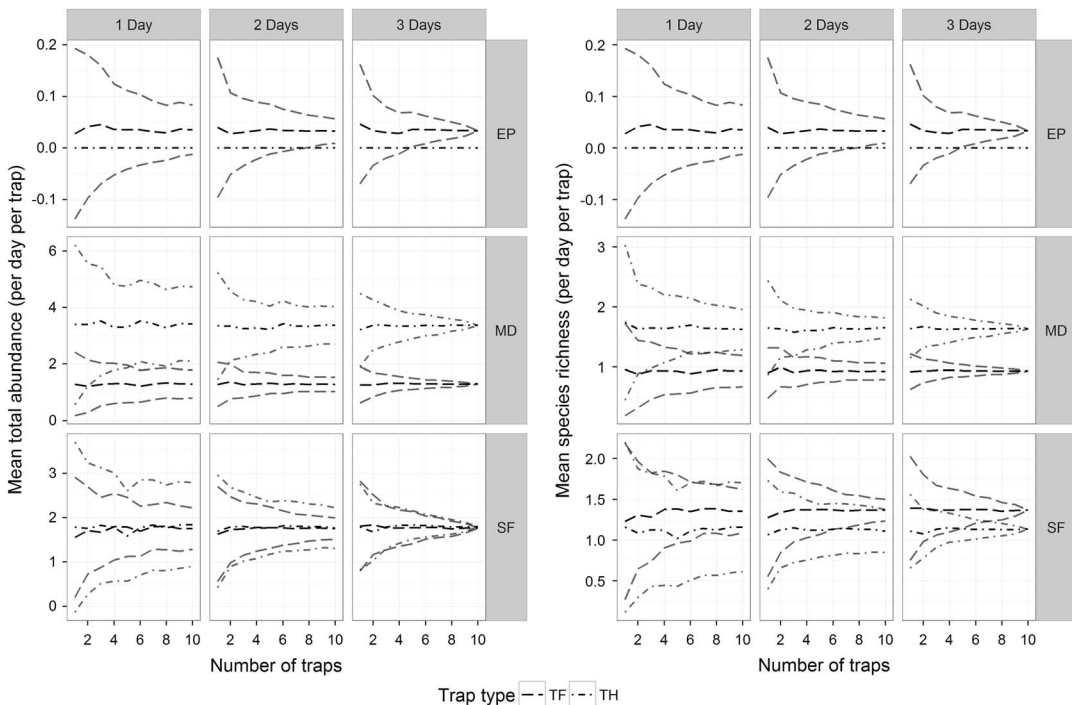 1 Day 2 Days 3 Days
0.2
0.1
0.0
-0.1
EP
6
4
2
0
MD
3
2
1
0
SF
Mean total abundance (per day per trap)
2 4 6 8 10 2 4 6 8 10 2 4 6 8 10
Number of traps
1 Day 2 Days 3 Days
0.2
0.1
0.0
-0.1
EP
3
2
1
MD
2.0
1.5
1.0
0.5
SF
Mean species richness (per day per trap)
2 4 6 8 10 2 4 6 8 10 2 4 6 8 10
Number of traps
Trap type TF TH